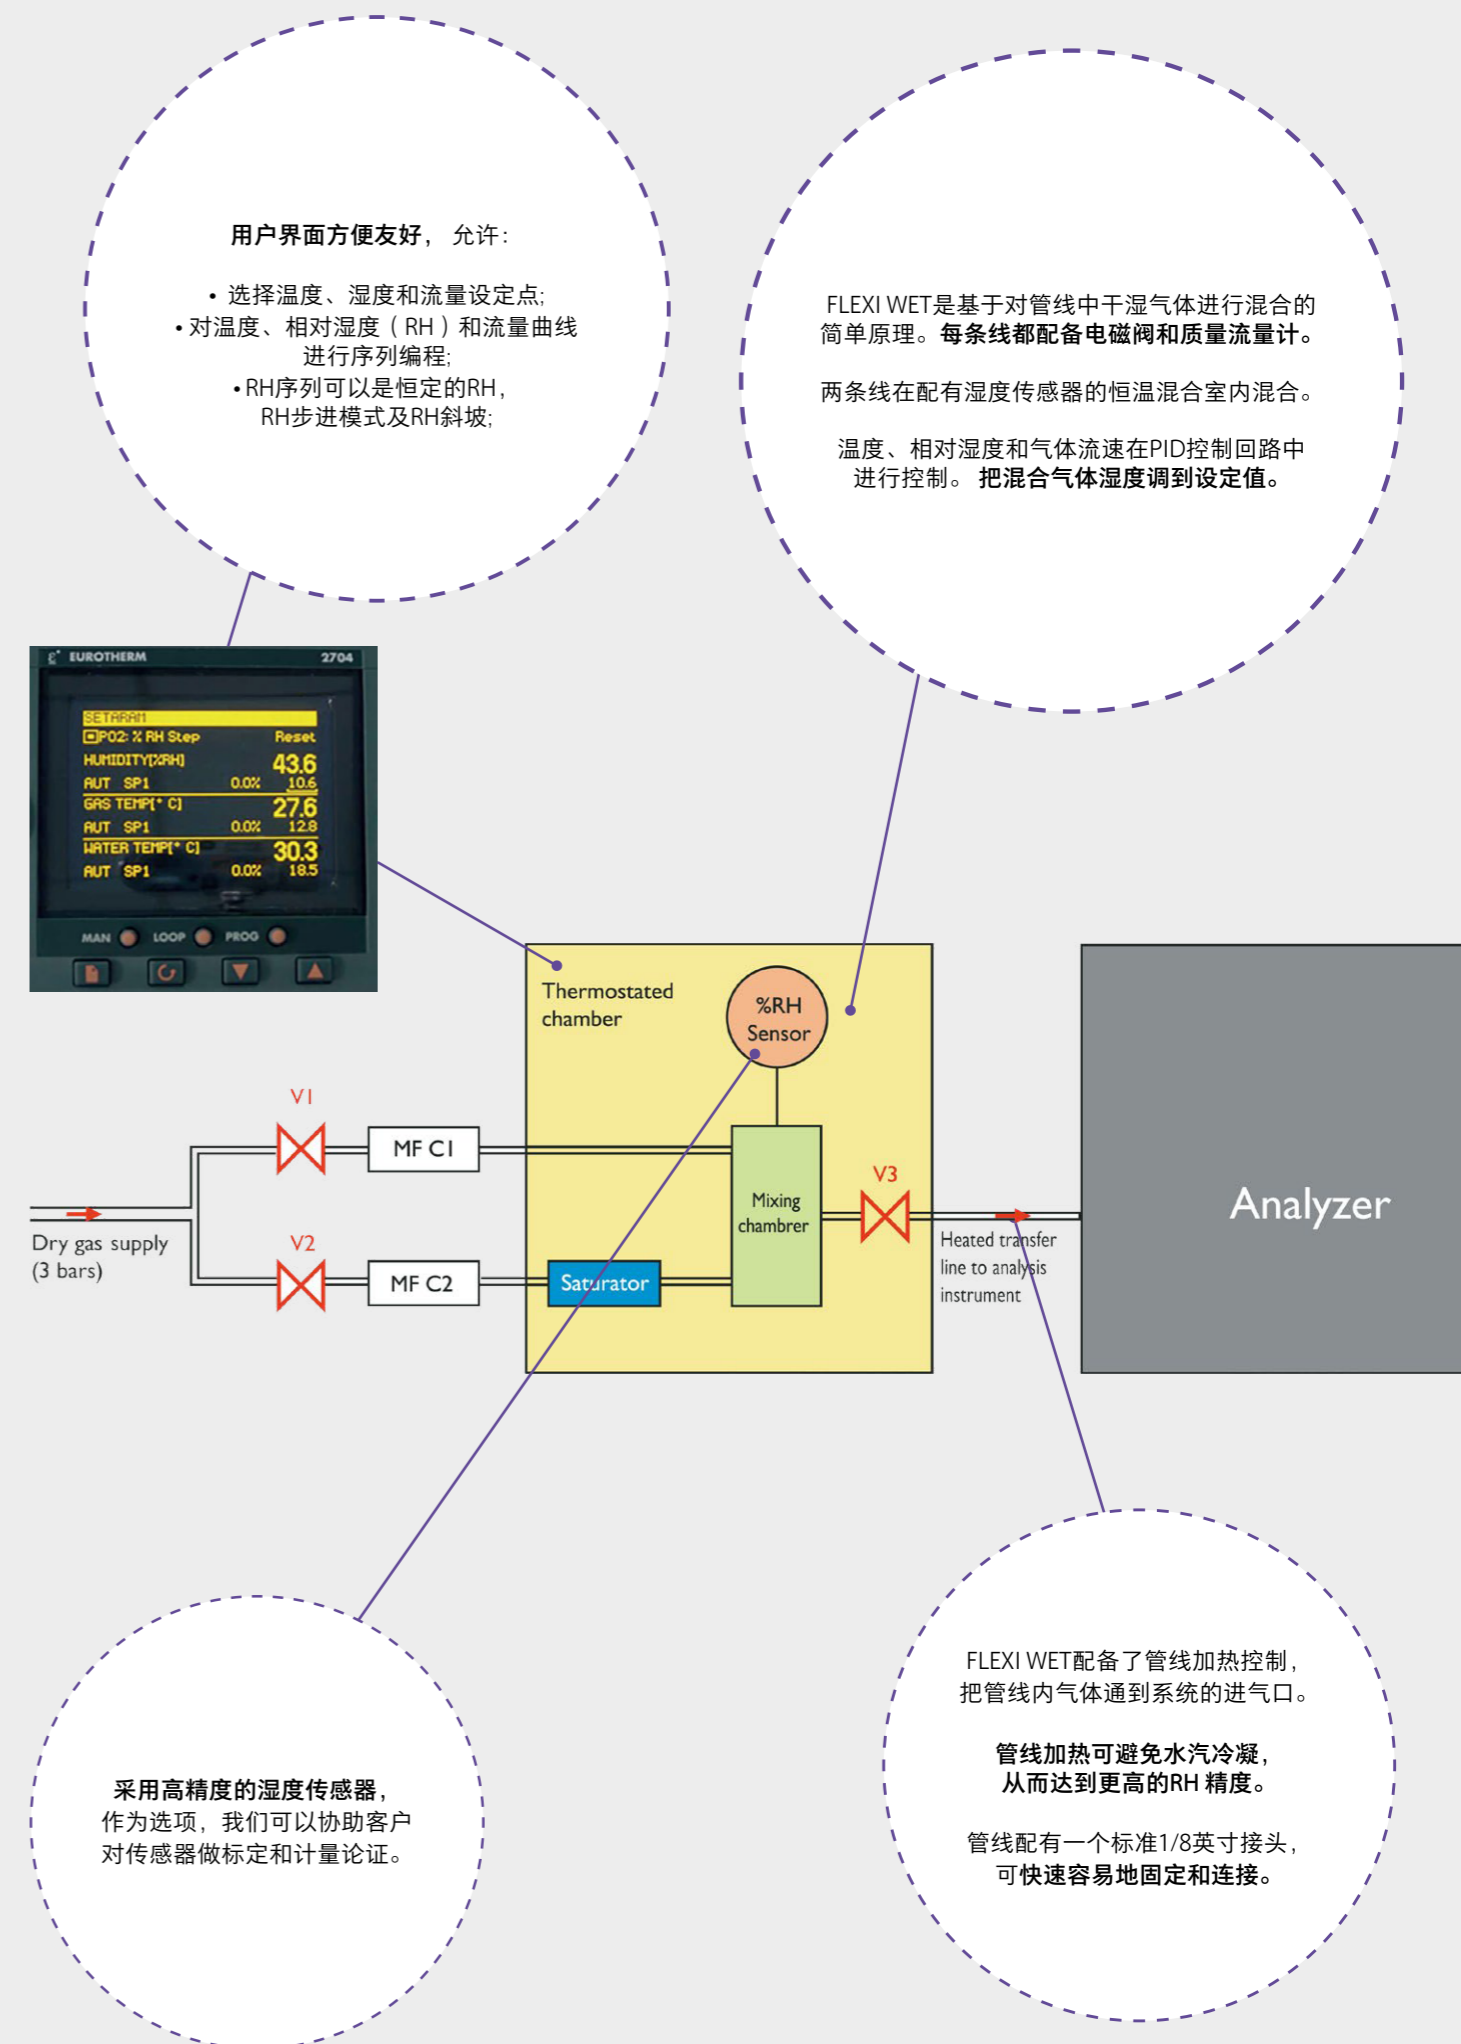 用户界面方便友好， 允许：
• 选择温度、湿度和流量设定点;
• 对温度、相对湿度（RH）和流量曲线
进行序列编程;
• RH序列可以是恒定的RH，
RH步进模式及RH斜坡;
FLEXI WET是基于对管线中干湿气体进行混合的
简单原理。每条线都配备电磁阀和质量流量计。
两条线在配有湿度传感器的恒温混合室内混合。
温度、相对湿度和气体流速在PID控制回路中
进行控制。 把混合气体湿度调到设定值。
EUROTHERM 2704
SETARAM
P02: % RH Step Reset
HUMIDITY[%RH] 43.6
AUT SP1 0.0% 10.6
GAS TEMP[° C] 27.6
AUT SP1 0.0% 12.8
WATER TEMP[° C] 30.3
AUT SP1 0.0% 18.5
MAN LOOP PROG
Thermostated
chamber
%RH
Sensor
V1
MF C1
V3
Mixing
chambrer
Analyzer
Dry gas supply
(3 bars)
V2
MF C2
Saturator
Heated transfer
line to analysis
instrument
采用高精度的湿度传感器，
作为选项，我们可以协助客户
对传感器做标定和计量论证。
FLEXI WET配备了管线加热控制，
把管线内气体通到系统的进气口。
管线加热可避免水汽冷凝，
从而达到更高的RH 精度。
管线配有一个标准1/8英寸接头，
可快速容易地固定和连接。